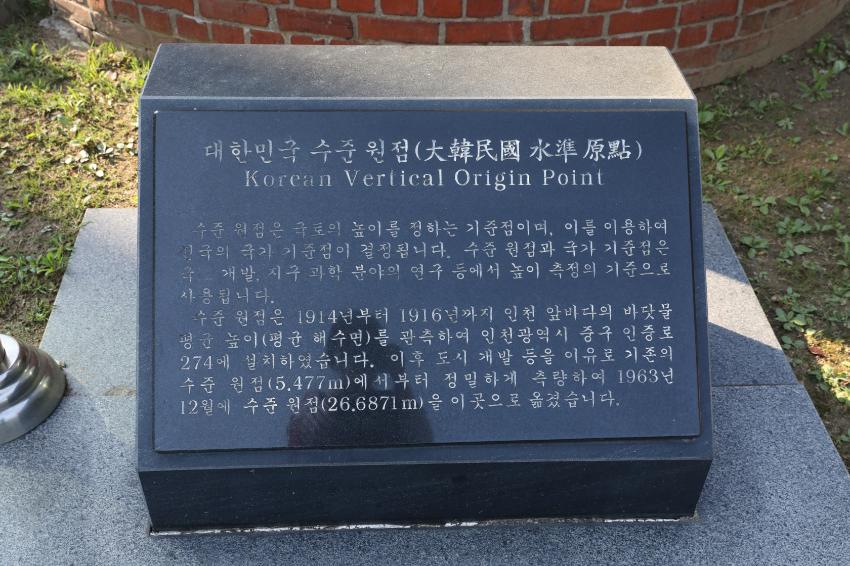 대한민국 수준 원점(大韓民國 水準 原點)
Korean Vertical Origin Point
수준 원점은 국토의 높이를 정하는 기준점이며, 이를 이용하여
전국의 국가 기준점이 결정됩니다. 수준 원점과 국가 기준점은
개발, 지구 과학 분야의 연구 등에서 높이 측정의 기준으로
사용됩니다.
수준 원점은 1914년부터 1916년까지 인천 앞바다의 바닷물
평균 높이(평균 해수면)를 관측하여 인천광역시 중구 인중로
274에 설치하였습니다. 이후 도시 개발 등을 이유로 기존의
수준 원점(5.477m)에서부터 정밀하게 측량하여 1963년
12월에 수준 원점(26.6871m)을 이곳으로 옮겼습니다.